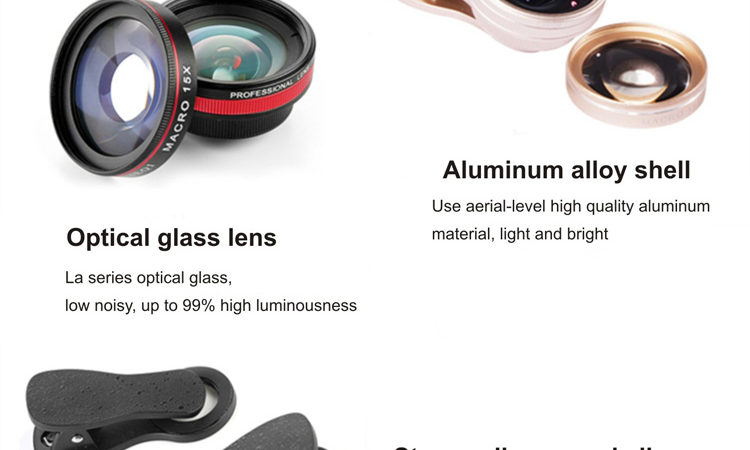 MACRO 15X
PROFESSIONAL LENS
Optical glass lens
La series optical glass,
low noisy, up to 99% high luminousness
Aluminum alloy shell
Use aerial-level high quality aluminum
material, light and bright